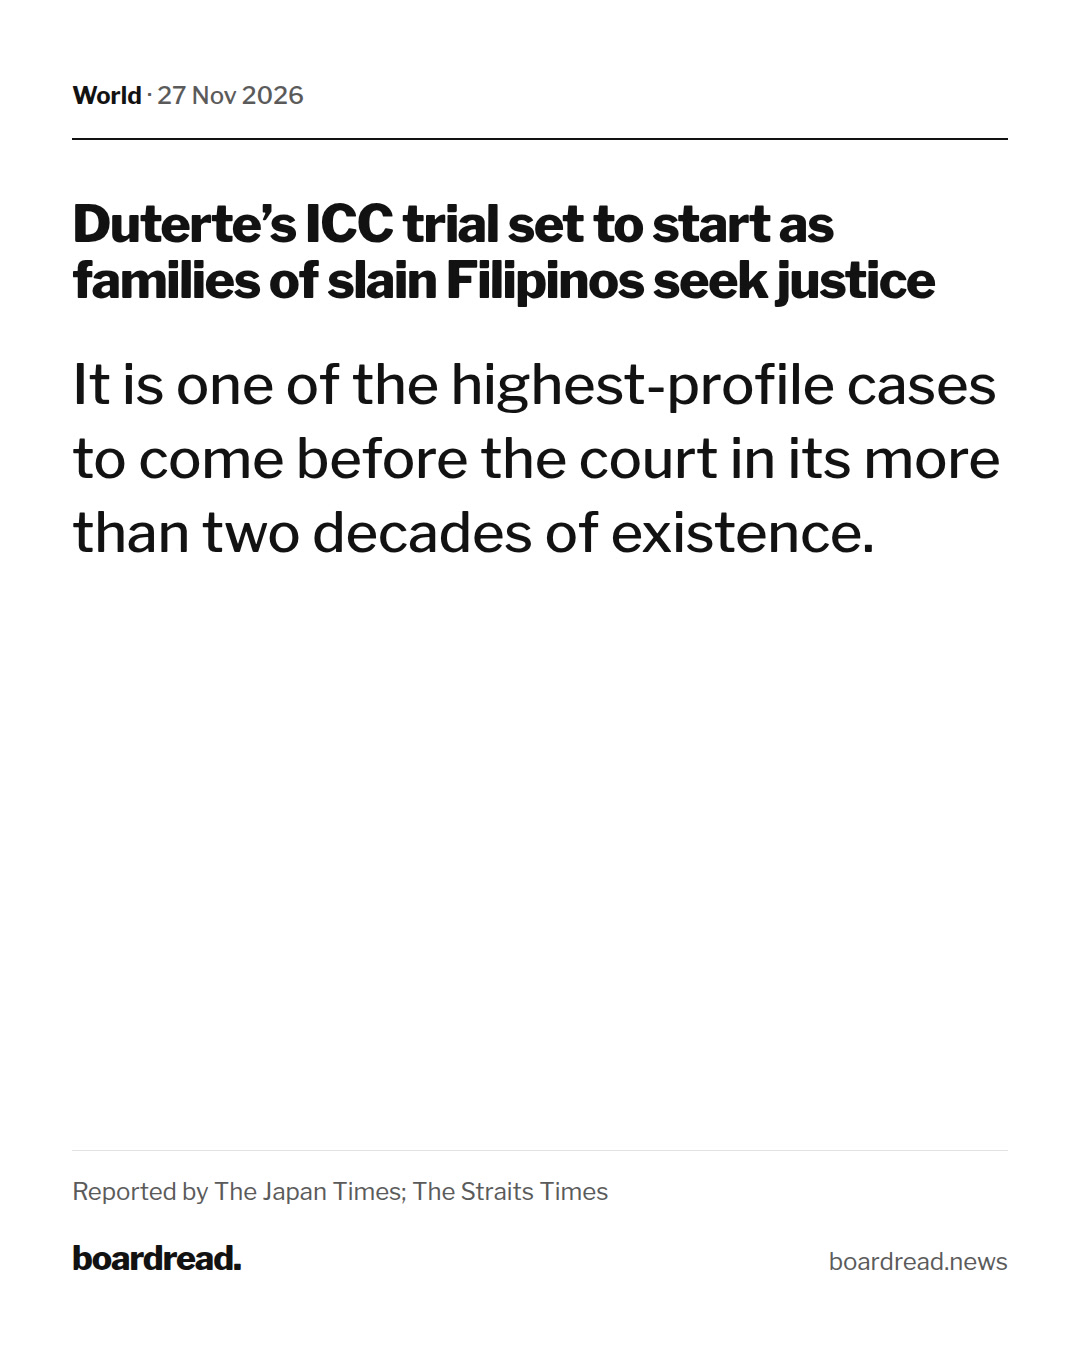 World · 27 Nov 2026
Duterte’s ICC trial set to start as
families of slain Filipinos seek justice
It is one of the highest-profile cases
to come before the court in its more
than two decades of existence.
Reported by The Japan Times; The Straits Times
boardread.
boardread.news